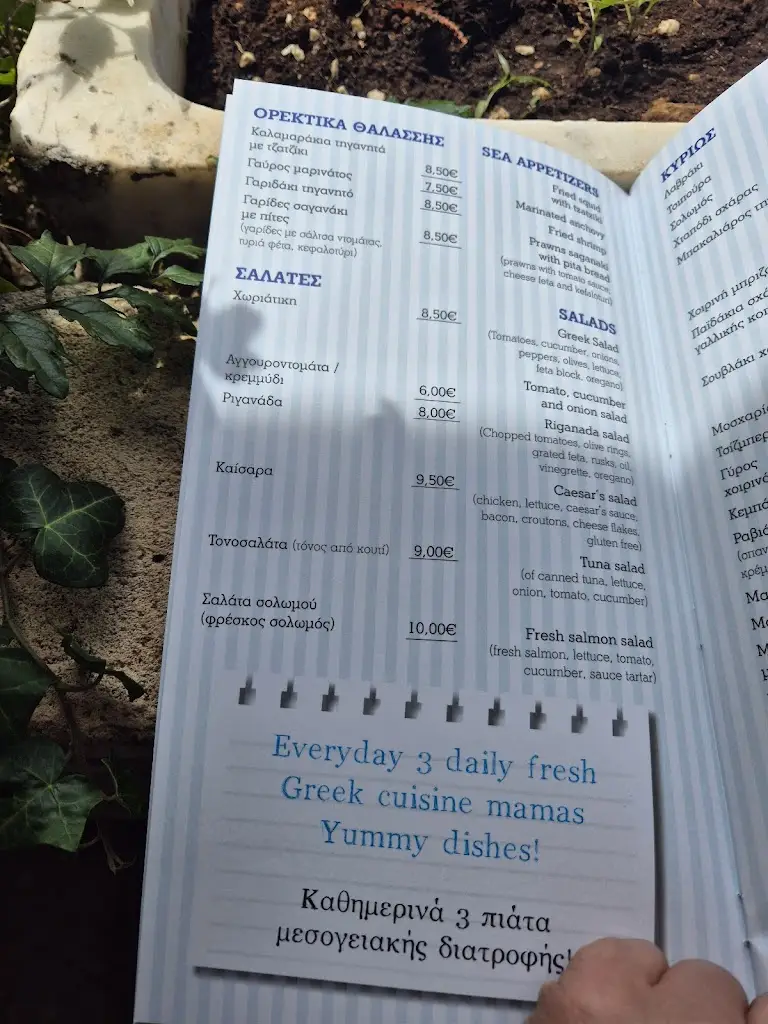 ΟΡΕΚΤΙΚΑ ΘΑΛΑΣΣΗΣ
Καλαμαράκια τηγανητά
με τζατζίκι
8,50€
Γαύρος μαρινάτος
7,50€
Γαριδάκι τηγανητό
8,50€
Γαρίδες σαγανάκι
με πίτες
8,50€
(γαρίδες με σάλτσα ντομάτας,
τυριά φέτα, κεφαλοτύρι)
SEA APPETIZERS
Fried squid
with tzatziki
Marinated anchovy
Fried shrimp
Prawns saganaki
with pita bread
(prawns with tomato sauce,
cheese feta and kefalotiri)
ΣΑΛΑΤΕΣ
Χωριάτικη
8,50€
Αγγουροντομάτα /
κρεμμύδι
6,00€
Ριγανάδα
8,00€
Καίσαρα
9,50€
Τονοσαλάτα (τόνος από κουτί)
9,00€
Σαλάτα σολωμού
(φρέσκος σολωμός)
10,00€
SALADS
Greek Salad
(Tomatoes, cucumber, onions,
peppers, olives, lettuce,
feta block, oregano)
Tomato, cucumber
and onion salad
Riganada salad
(Chopped tomatoes, olive rings,
grated feta, rusks, oil,
vinegrette, oregano)
Caesar's salad
(chicken, lettuce, caesar's sauce,
bacon, croutons, cheese flakes,
gluten free)
Tuna salad
(of canned tuna, lettuce,
onion, tomato, cucumber)
Fresh salmon salad
(fresh salmon, lettuce, tomato,
cucumber, sauce tartar)
Everyday 3 daily fresh
Greek cuisine mamas
Yummy dishes!
Καθημερινά 3 πιάτα
μεσογειακής διατροφής!
ΚΥΡΙΩΣ
Λαβράκι
Τσιπούρα
Σολωμός
Χταπόδι σχάρας
Μπακαλιάρος
Χοιρινή
Παϊδάκια
γαλλικής
Σουβλάκι
Γύρος